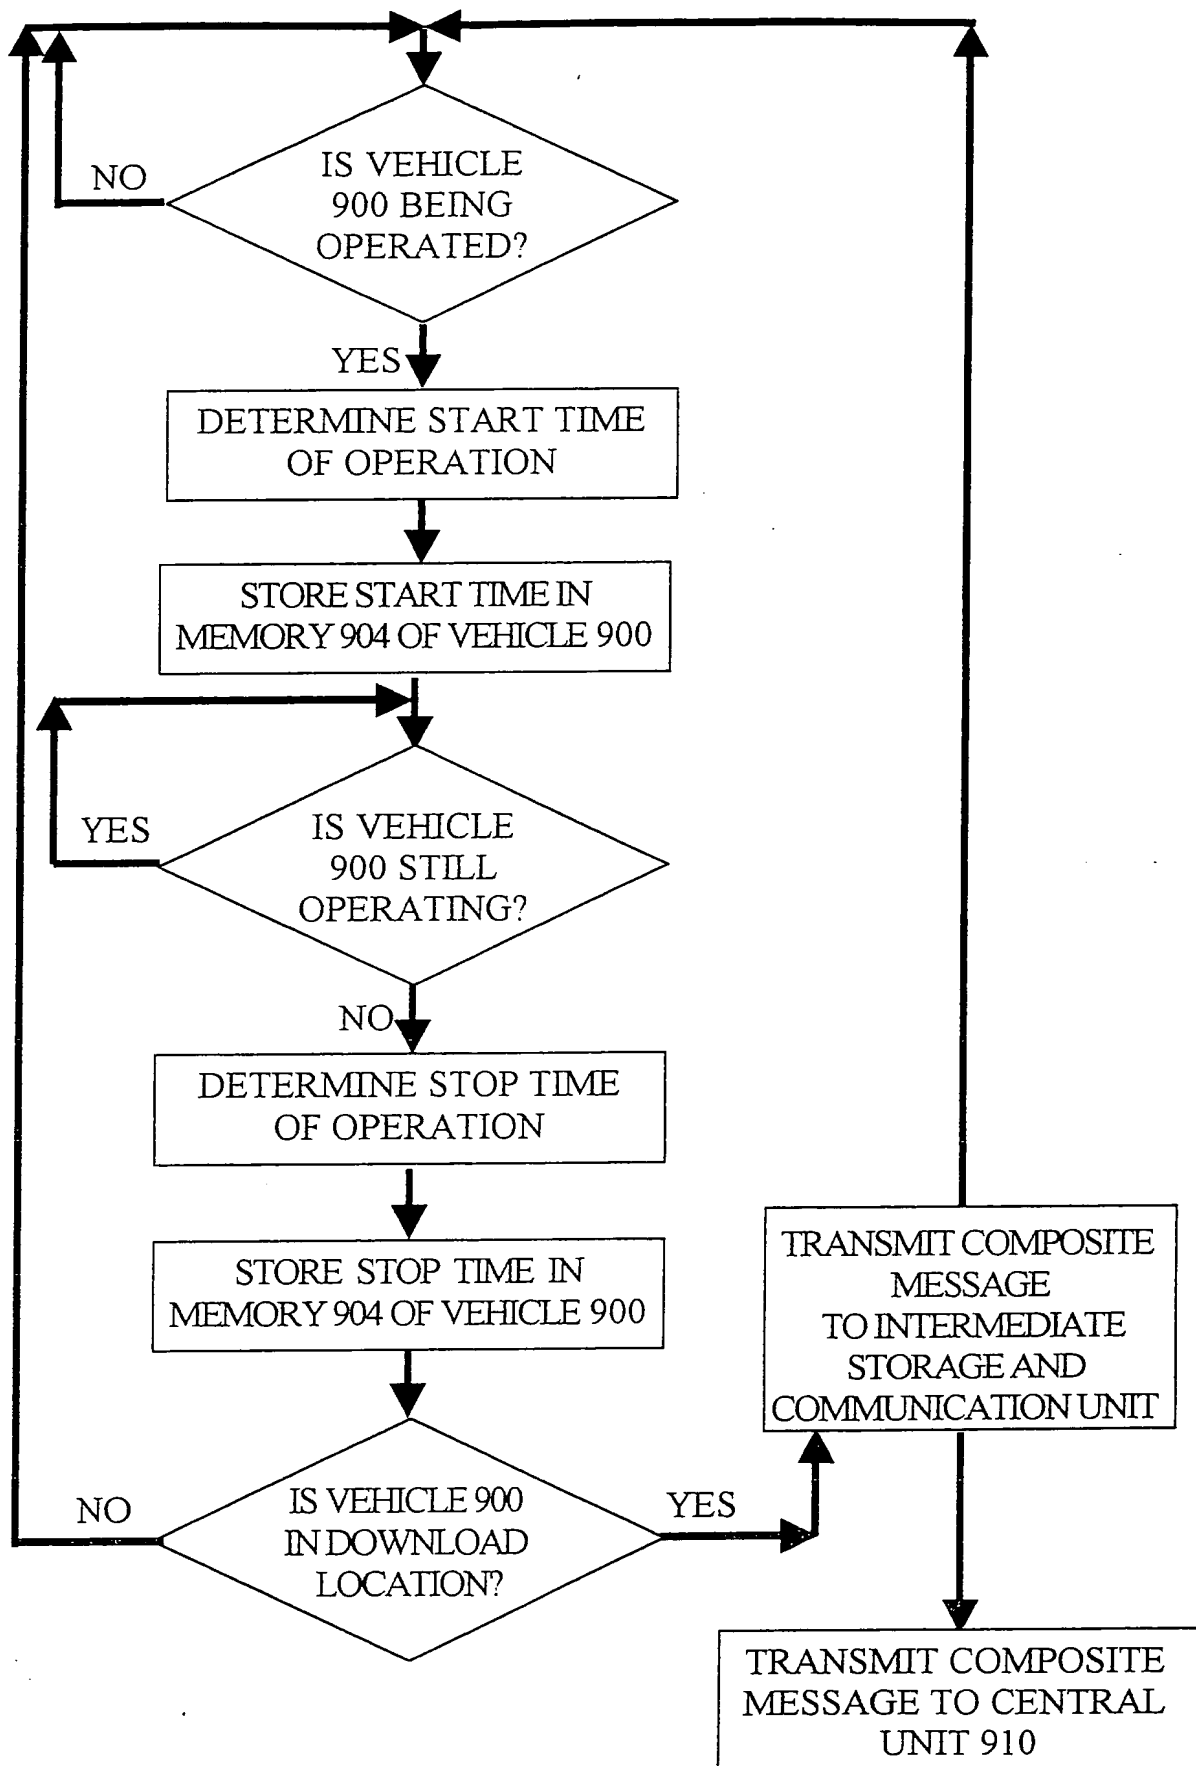 IS VEHICLE
900 BEING
OPERATED?
NO
YES
DETERMINE START TIME
OF OPERATION
STORE START TIME IN
MEMORY 904 OF VEHICLE 900
IS VEHICLE
900 STILL
OPERATING?
YES
NO
DETERMINE STOP TIME
OF OPERATION
STORE STOP TIME IN
MEMORY 904 OF VEHICLE 900
IS VEHICLE 900
IN DOWNLOAD
LOCATION?
NO
YES
TRANSMIT COMPOSITE
MESSAGE
TO INTERMEDIATE
STORAGE AND
COMMUNICATION UNIT
TRANSMIT COMPOSITE
MESSAGE TO CENTRAL
UNIT 910